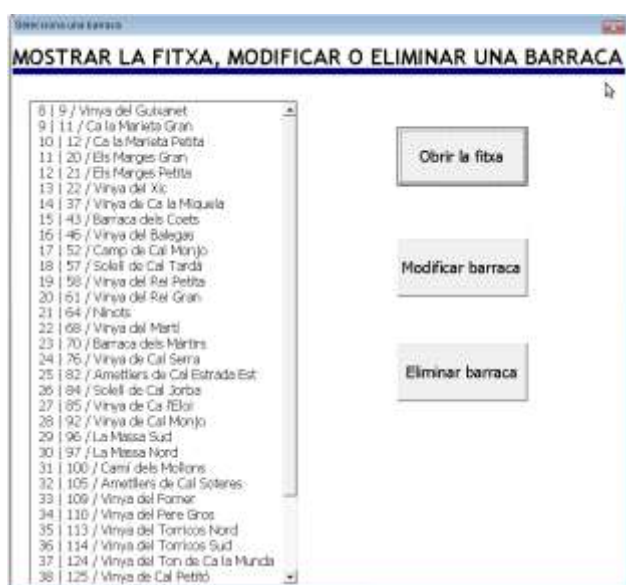 Selecciona una barraca
MOSTRAR LA FITXA, MODIFICAR O ELIMINAR UNA BARRACA
8 | 9 / Vinya del Guixanet
9 | 11 / Ca la Marieta Gran
10 | 12 / Ca la Marieta Petita
11 | 20 / Els Marges Gran
12 | 21 / Els Marges Petita
13 | 22 / Vinya del Xic
14 | 37 / Vinya de Ca la Miquela
15 | 43 / Barraca dels Coets
16 | 46 / Vinya del Balegas
17 | 52 / Camp de Cal Monjo
18 | 57 / Solell de Cal Tardà
19 | 58 / Vinya del Rei Petita
20 | 61 / Vinya del Rei Gran
21 | 64 / Ninots
22 | 68 / Vinya del Martí
23 | 70 / Barraca dels Màrtirs
24 | 76 / Vinya de Cal Serra
25 | 82 / Ametllers de Cal Estrada Est
26 | 84 / Solell de Cal Jorba
27 | 85 / Vinya de Ca l'Eloi
28 | 92 / Vinya de Cal Monjo
29 | 96 / La Massa Sud
30 | 97 / La Massa Nord
31 | 100 / Camí dels Mollons
32 | 105 / Ametllers de Cal Soteres
33 | 109 / Vinya del Forner
34 | 110 / Vinya del Pere Gros
35 | 113 / Vinya del Torricos Nord
36 | 114 / Vinya del Torricos Sud
37 | 124 / Vinya del Ton de Ca la Munda
38 | 125 / Vinya de Cal Petitó
Obrir la fitxa
Modificar barraca
Eliminar barraca